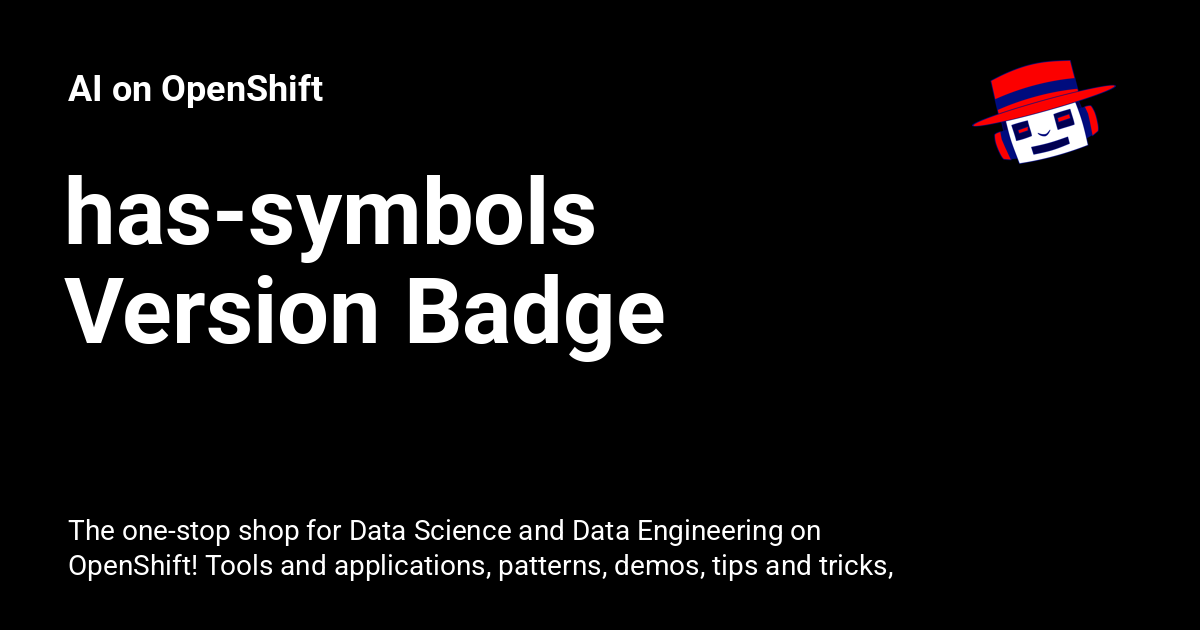 AI on OpenShift
has-symbols
Version Badge
The one-stop shop for Data Science and Data Engineering on
OpenShift! Tools and applications, patterns, demos, tips and tricks,